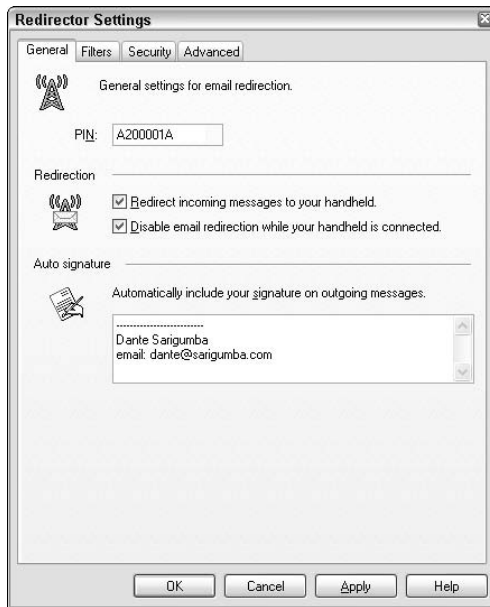 Redirector Settings
General Filters Security Advanced
General settings for email redirection.
PIN: A200001A
Redirection
Redirect incoming messages to your handheld.
Disable email redirection while your handheld is connected.
Auto signature
Automatically include your signature on outgoing messages.
--------------------------
Dante Sarigumba
email: dante@sarigumba.com
OK Cancel Apply Help